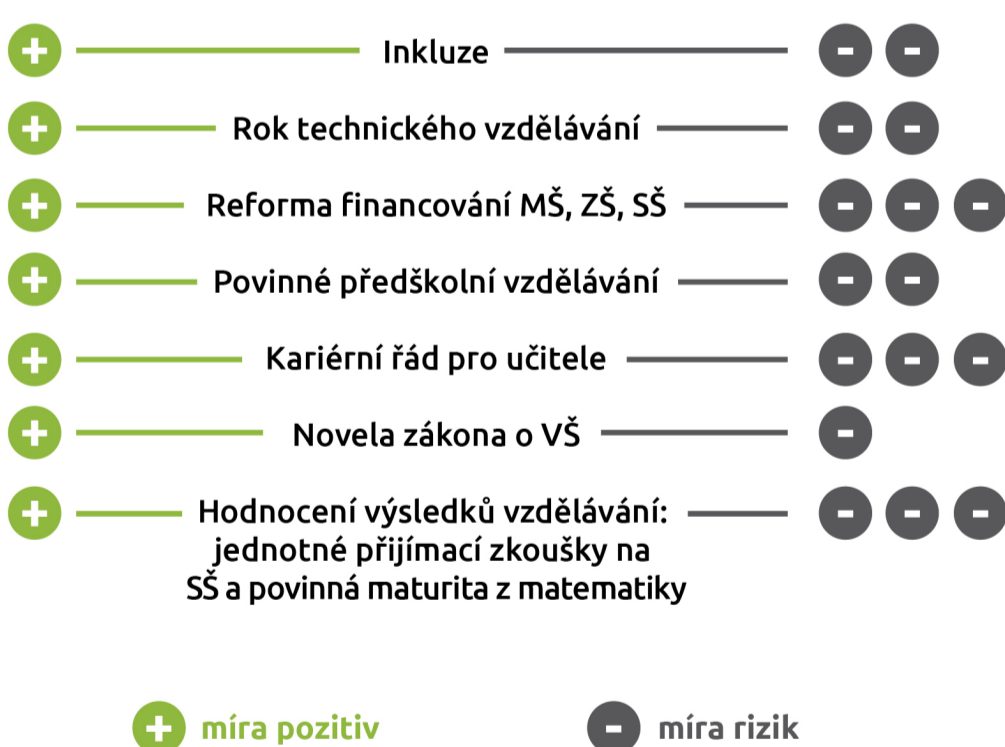 + Inkluze - -
+ Rok technického vzdělávání - -
+ Reforma financování MŠ, ZŠ, SŠ - - -
+ Povinné předškolní vzdělávání - -
+ Kariérní řád pro učitele - - -
+ Novela zákona o VŠ -
+ Hodnocení výsledků vzdělávání: - - -
jednotné přijímací zkoušky na
SŠ a povinná maturita z matematiky
+ míra pozitiv - míra rizik